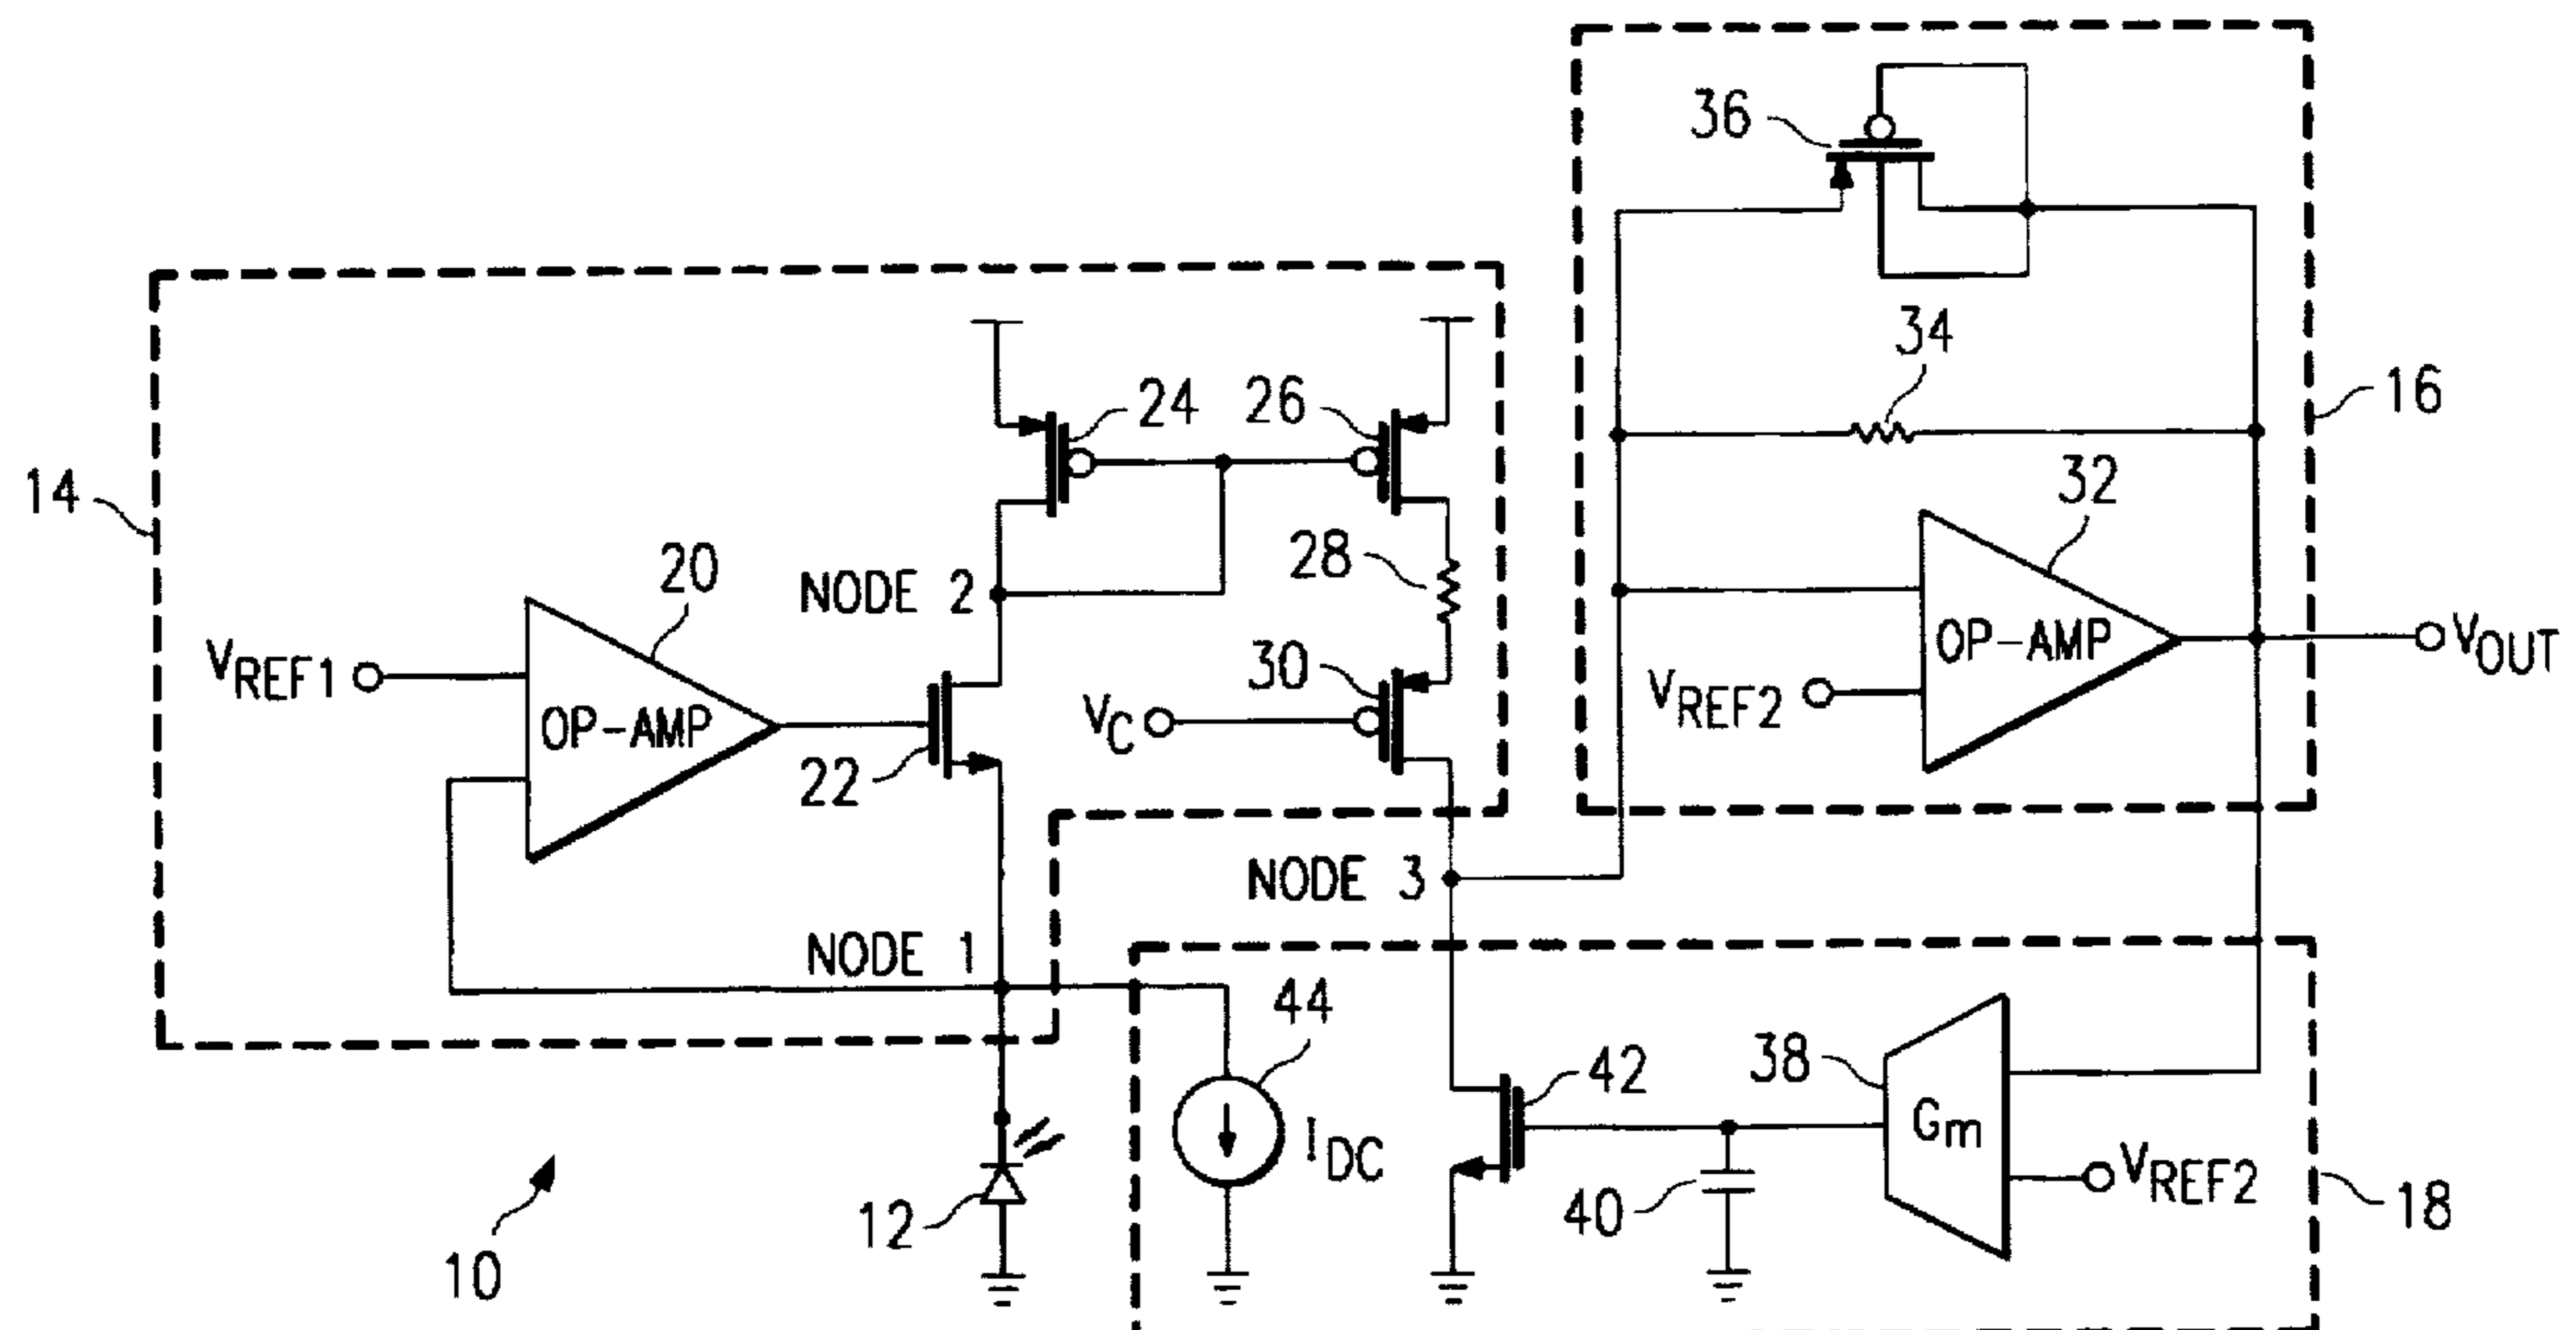 36
34
16
24
26
14
32
20
28
NODE 2
OP-AMP
VOUT
VREF1
30
VREF2
OP-AMP
VC
22
NODE 3
NODE 1
44
42
38
Gm
IDC
12
40
VREF2
18
10